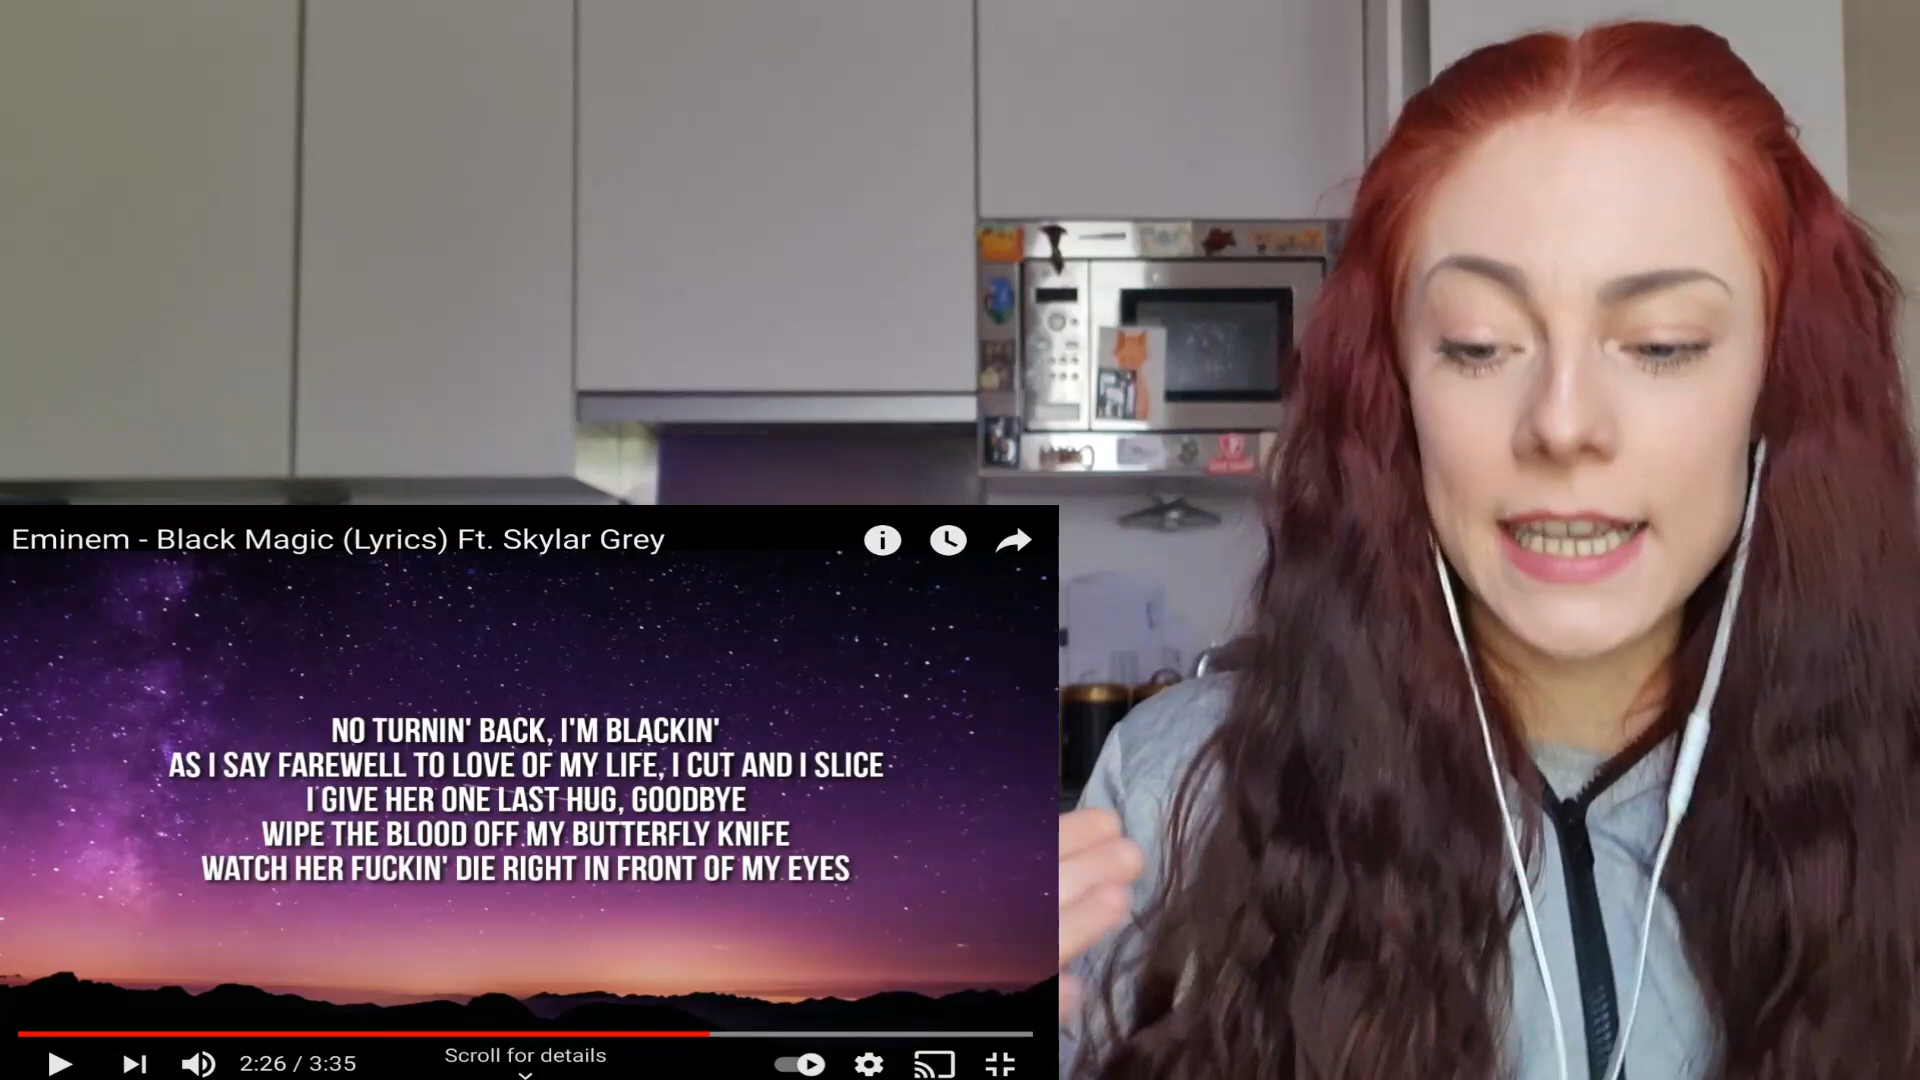 Eminem - Black Magic (Lyrics) Ft. Skylar Grey
NO TURNIN' BACK, I'M BLACKIN'
AS I SAY FAREWELL TO LOVE OF MY LIFE, I CUT AND I SLICE
I GIVE HER ONE LAST HUG, GOODBYE
WIPE THE BLOOD OFF MY BUTTERFLY KNIFE
WATCH HER FUCKIN' DIE RIGHT IN FRONT OF MY EYES
2:26 / 3:35
Scroll for details